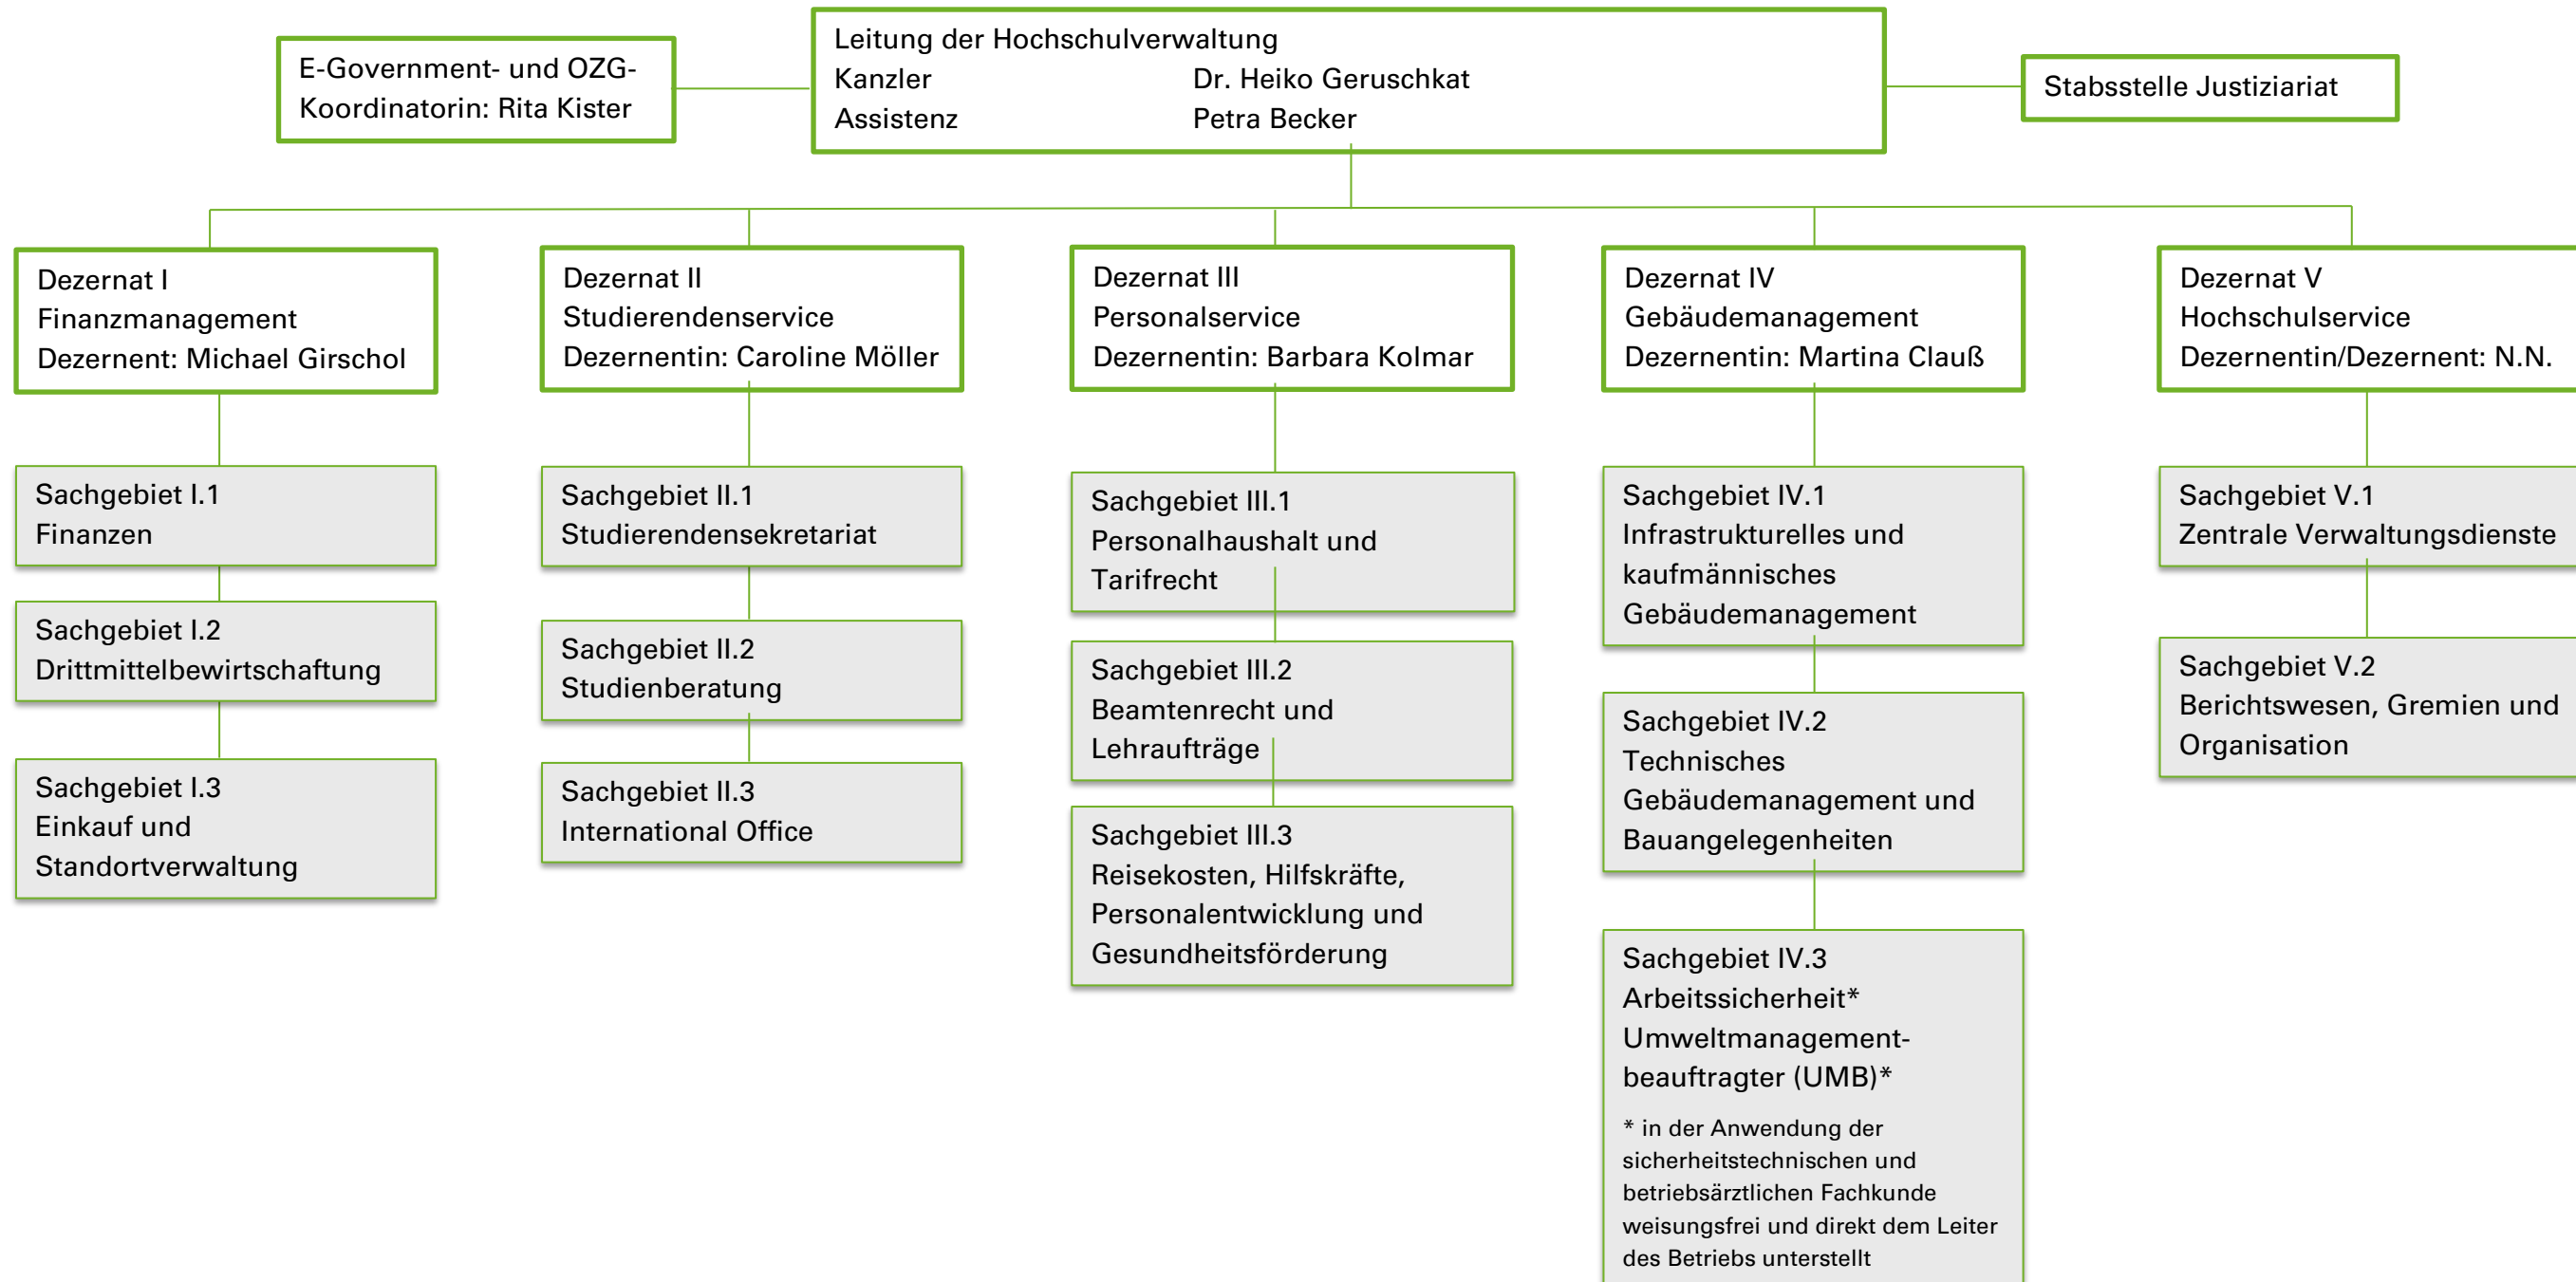 E-Government- und OZG-
Koordinatorin: Rita Kister
Leitung der Hochschulverwaltung
Kanzler Dr. Heiko Geruschkat
Assistenz Petra Becker
Stabsstelle Justiziariat
Dezernat I
Finanzmanagement
Dezernent: Michael Girschol
Sachgebiet I.1
Finanzen
Sachgebiet I.2
Drittmittelbewirtschaftung
Sachgebiet I.3
Einkauf und
Standortverwaltung
Dezernat II
Studierendenservice
Dezernentin: Caroline Möller
Sachgebiet II.1
Studierendensekretariat
Sachgebiet II.2
Studienberatung
Sachgebiet II.3
International Office
Dezernat III
Personalservice
Dezernentin: Barbara Kolmar
Sachgebiet III.1
Personalhaushalt und
Tarifrecht
Sachgebiet III.2
Beamtenrecht und
Lehraufträge
Sachgebiet III.3
Reisekosten, Hilfskräfte,
Personalentwicklung und
Gesundheitsförderung
Dezernat IV
Gebäudemanagement
Dezernentin: Martina Clauß
Sachgebiet IV.1
Infrastrukturelles und
kaufmännisches
Gebäudemanagement
Sachgebiet IV.2
Technisches
Gebäudemanagement und
Bauangelegenheiten
Sachgebiet IV.3
Arbeitssicherheit*
Umweltmanagement-
beauftragter (UMB)*
* in der Anwendung der
sicherheitstechnischen und
betriebsärztlichen Fachkunde
weisungsfrei und direkt dem Leiter
des Betriebs unterstellt
Dezernat V
Hochschulservice
Dezernentin/Dezernent: N.N.
Sachgebiet V.1
Zentrale Verwaltungsdienste
Sachgebiet V.2
Berichtswesen, Gremien und
Organisation